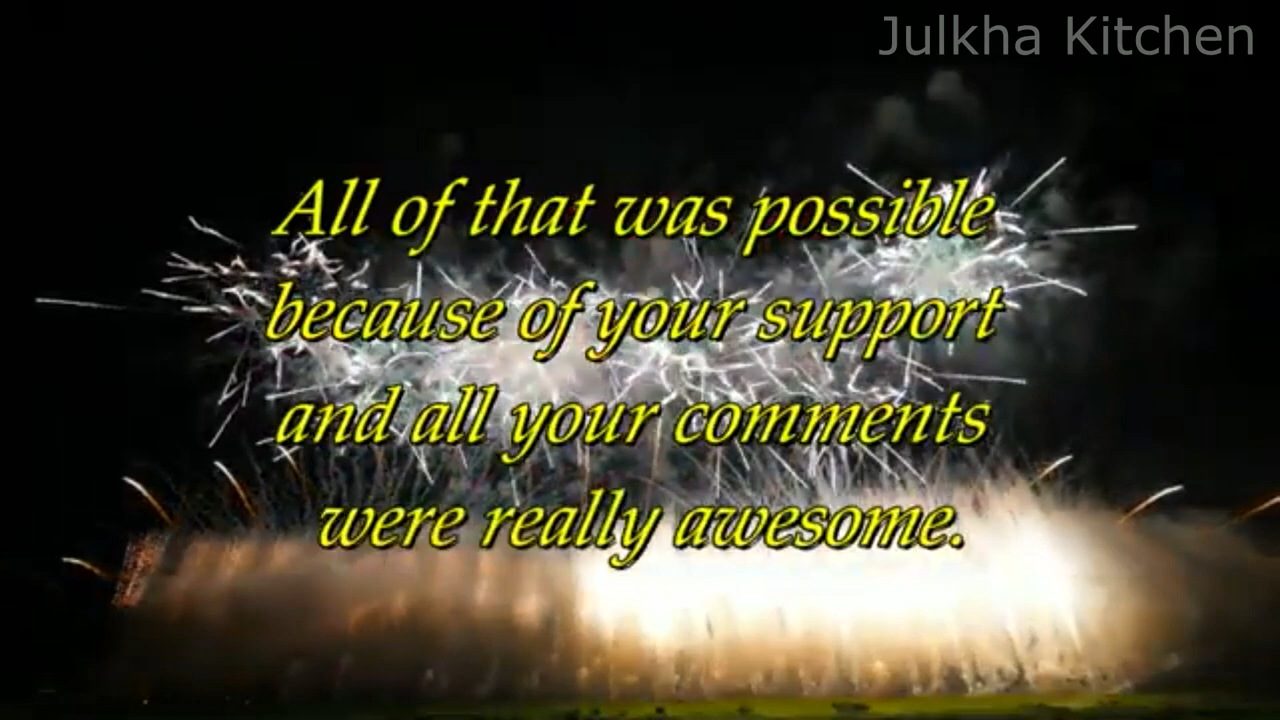 Julkha Kitchen
All of that was possible
because of your support
and all your comments
were really awesome.